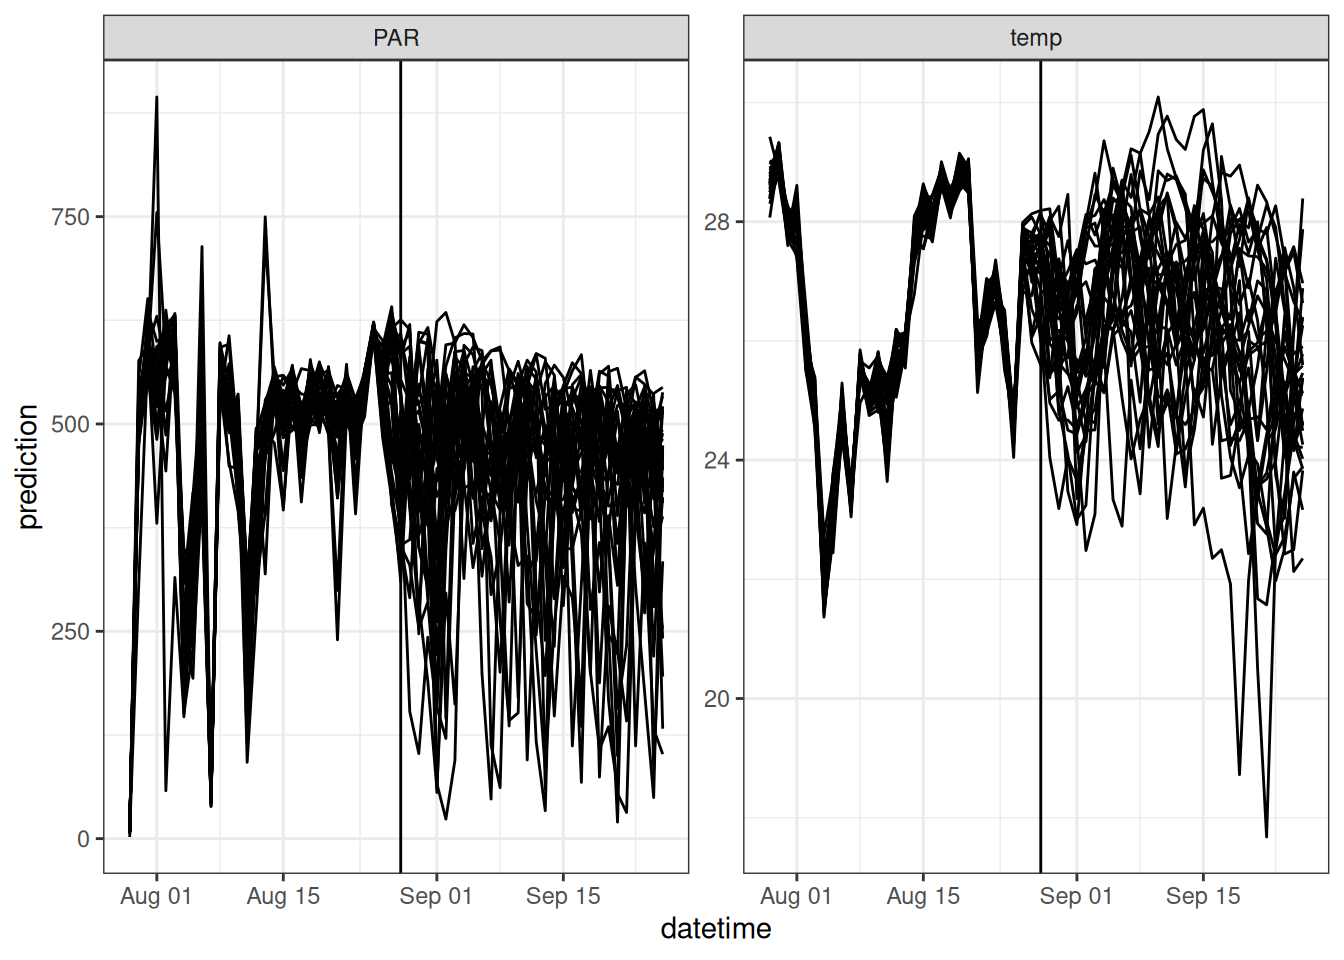 PAR
temp
prediction
750
500
250
0
28
24
20
Aug 01 Aug 15 Sep 01 Sep 15
Aug 01 Aug 15 Sep 01 Sep 15
datetime